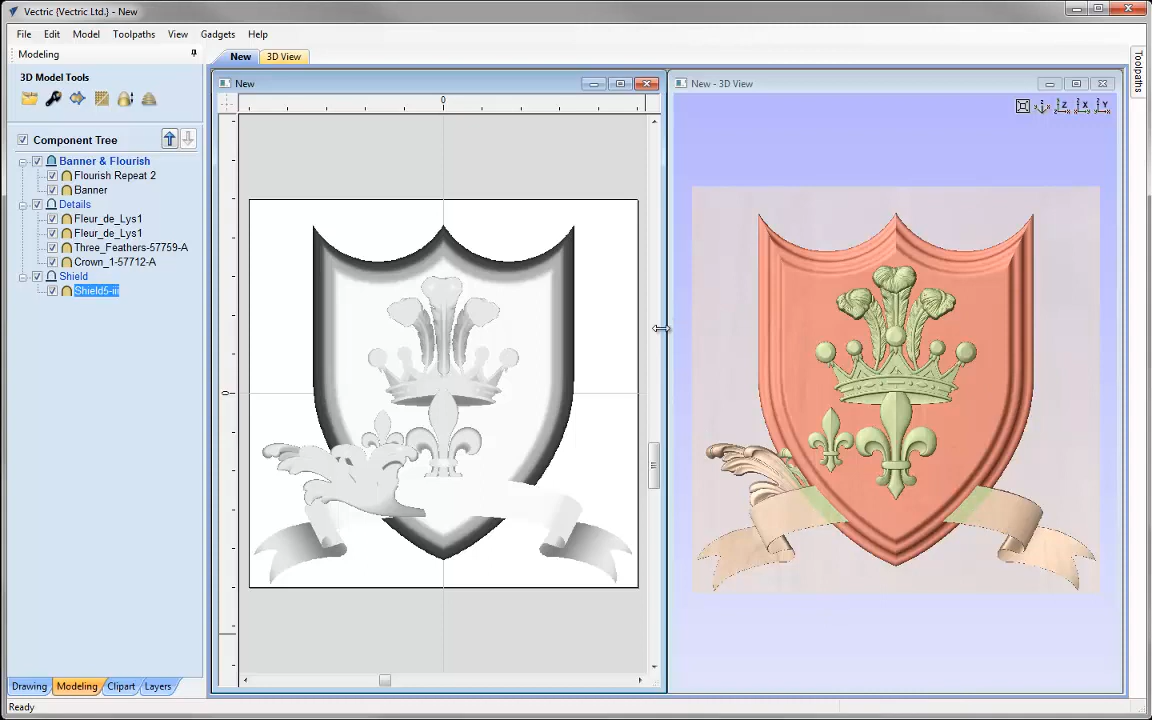 Vectric {Vectric Ltd.} - New
File Edit Model Toolpaths View Gadgets Help
Modeling
New 3D View
3D Model Tools
New
New - 3D View
Toolpaths
0
Z X Y
Component Tree
Banner & Flourish
Flourish Repeat 2
Banner
Details
Fleur_de_Lys1
Fleur_de_Lys1
Three_Feathers-57759-A
Crown_1-57712-A
Shield
Shield5-iii
0
Drawing Modeling Clipart Layers
Ready